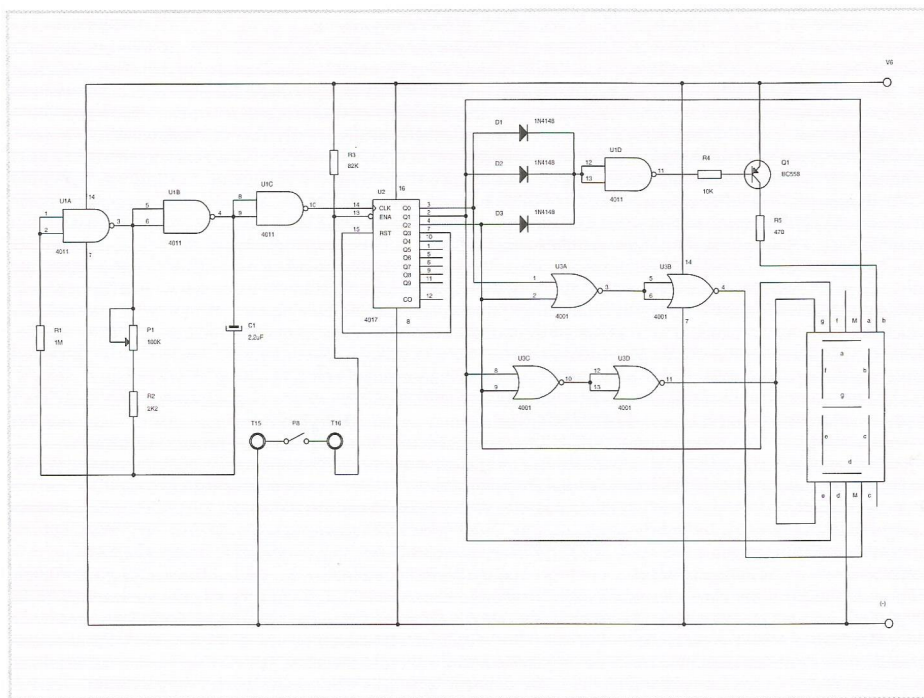 V6
D1 1N4148
D2 1N4148
D3 1N4148
U1A
14
1
2
3
4011
7
U1B
5
6
4
4011
U1C
8
9
10
4011
R3
82K
U2
16
14 CLK
13 ENA
15 RST
Q0 3
Q1 2
Q2 4
Q3 7
Q4 10
Q5 1
Q6 5
Q7 6
Q8 9
Q9 11
CO 12
4017
8
U1D
12
13
11
4011
R4
10K
Q1
BC558
R5
470
U3A
1
2
3
4001
U3B
14
5
6
4
4001
7
U3C
8
9
10
4001
U3D
12
13
11
4001
R1
1M
P1
100K
R2
2K2
C1
2.2uF
T15 P8 T16
g f M a b
a
f b
g
e c
d
e d M c
(-)